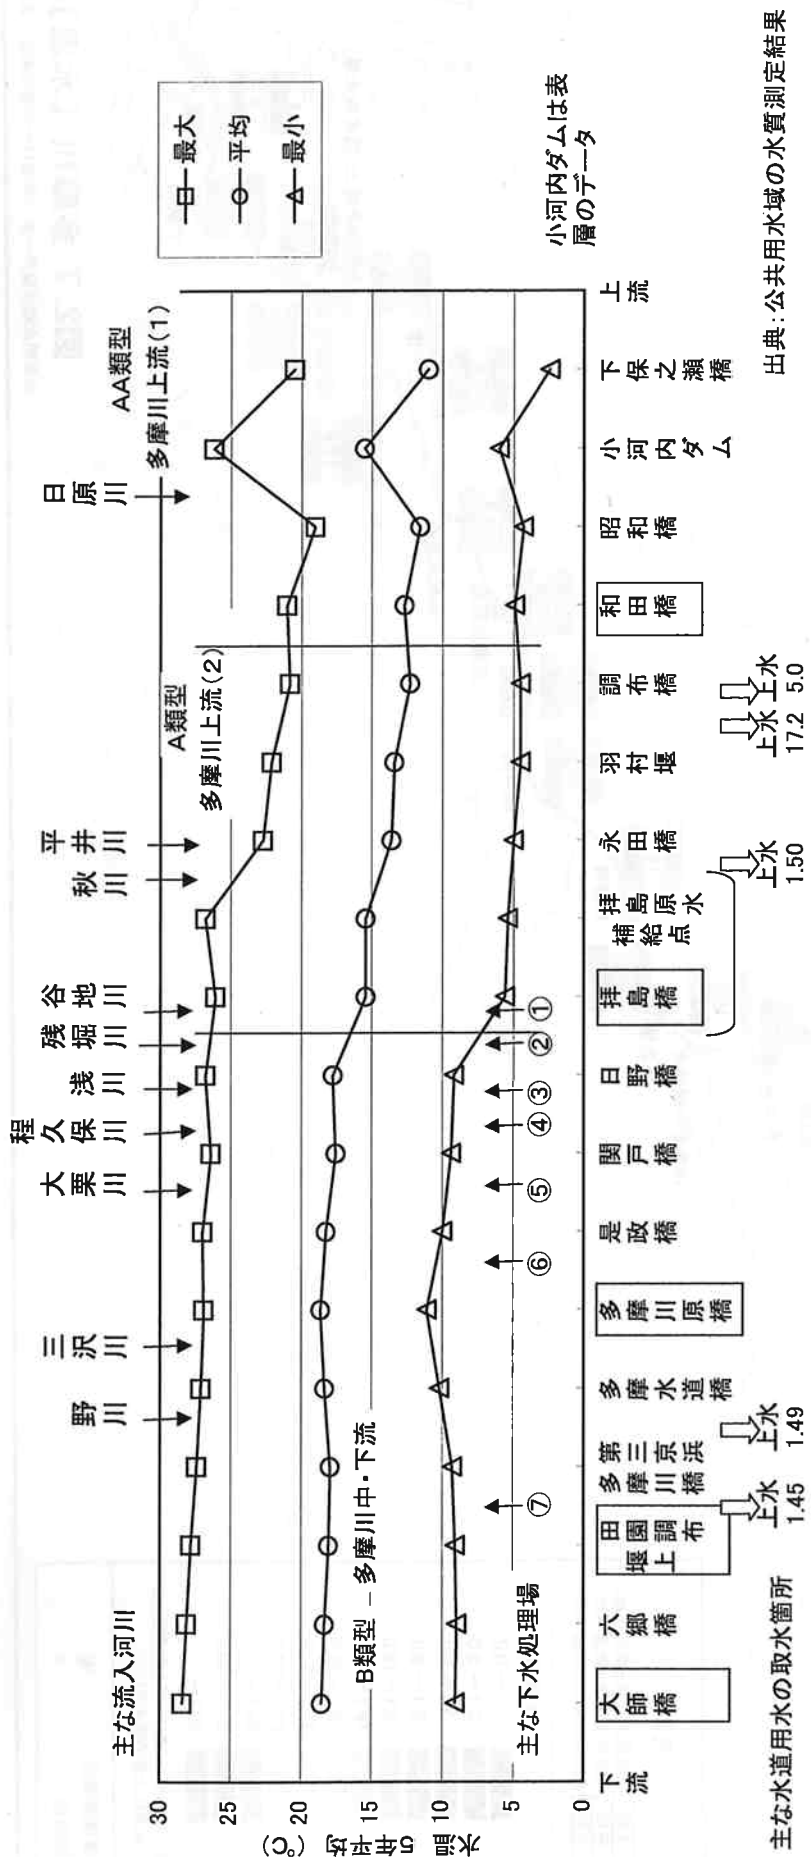 最大
平均
最小
小河内ダムは表
層のデータ
主な流入河川
野川
三沢川
大栗川
程久保川
浅川
残堀川
谷地川
秋川
平井川
日原川
AA類型
多摩川上流(1)
A類型
多摩川上流(2)
B類型 - 多摩川中・下流
水温 5年平均 (℃)
30
25
20
15
10
5
0
主な下水処理場
⑦
⑥
⑤
④
③
②
①
下流
大師橋
六郷橋
田園調布
堰上
第三京浜
多摩川橋
多摩水道橋
多摩川原橋
是政橋
関戸橋
日野橋
拝島橋
拝島原水
補給点
永田橋
羽村堰
調布橋
和田橋
昭和橋
小河内ダム
下保之瀬橋
上流
主な水道用水の取水箇所
上水
1.45
上水
1.49
上水
1.50
上水
17.2
上水
5.0
出典:公共用水域の水質測定結果